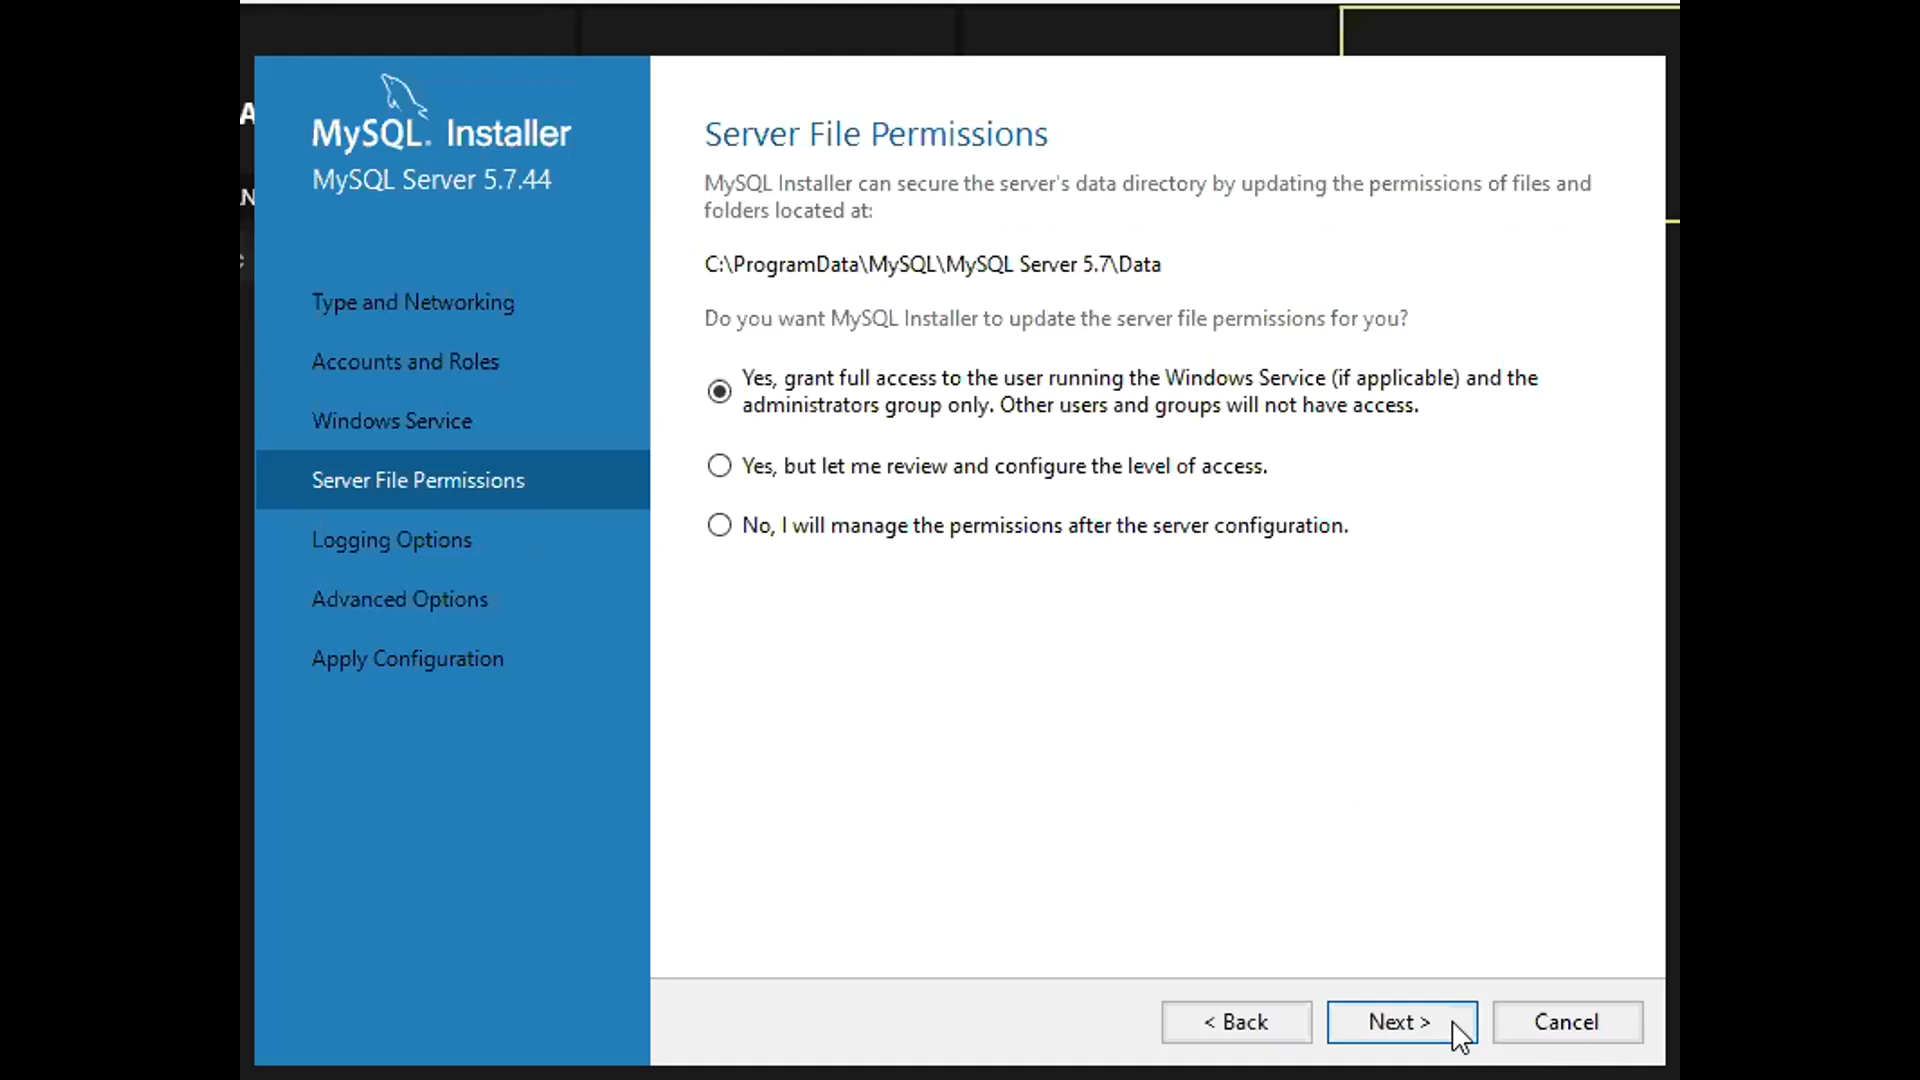 A
N
MySQL. Installer
MySQL Server 5.7.44
Type and Networking
Accounts and Roles
Windows Service
Server File Permissions
Logging Options
Advanced Options
Apply Configuration
Server File Permissions
MySQL Installer can secure the server's data directory by updating the permissions of files and
folders located at:
C:\ProgramData\MySQL\MySQL Server 5.7\Data
Do you want MySQL Installer to update the server file permissions for you?
Yes, grant full access to the user running the Windows Service (if applicable) and the
administrators group only. Other users and groups will not have access.
Yes, but let me review and configure the level of access.
No, I will manage the permissions after the server configuration.
< Back
Next >
Cancel